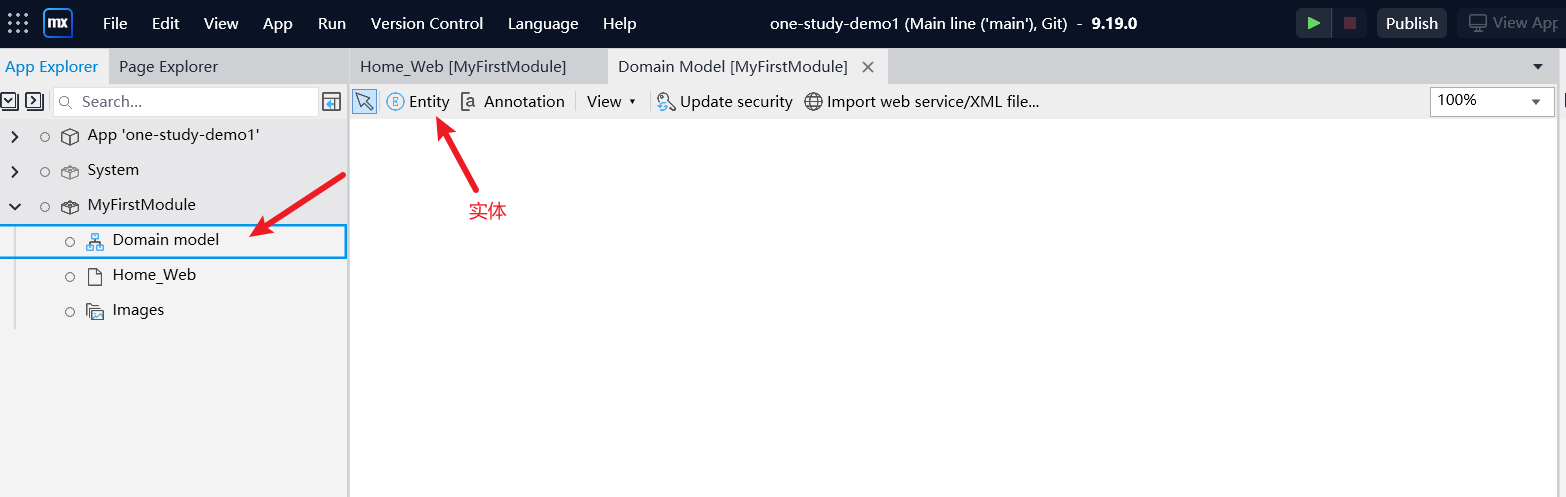 mx File Edit View App Run Version Control Language Help one-study-demo1 (Main line ('main'), Git) - 9.19.0 Publish View App
App Explorer Page Explorer Home_Web [MyFirstModule] Domain Model [MyFirstModule]
Search... Entity Annotation View Update security Import web service/XML file... 100%
App 'one-study-demo1'
System
MyFirstModule
实体
Domain model
Home_Web
Images